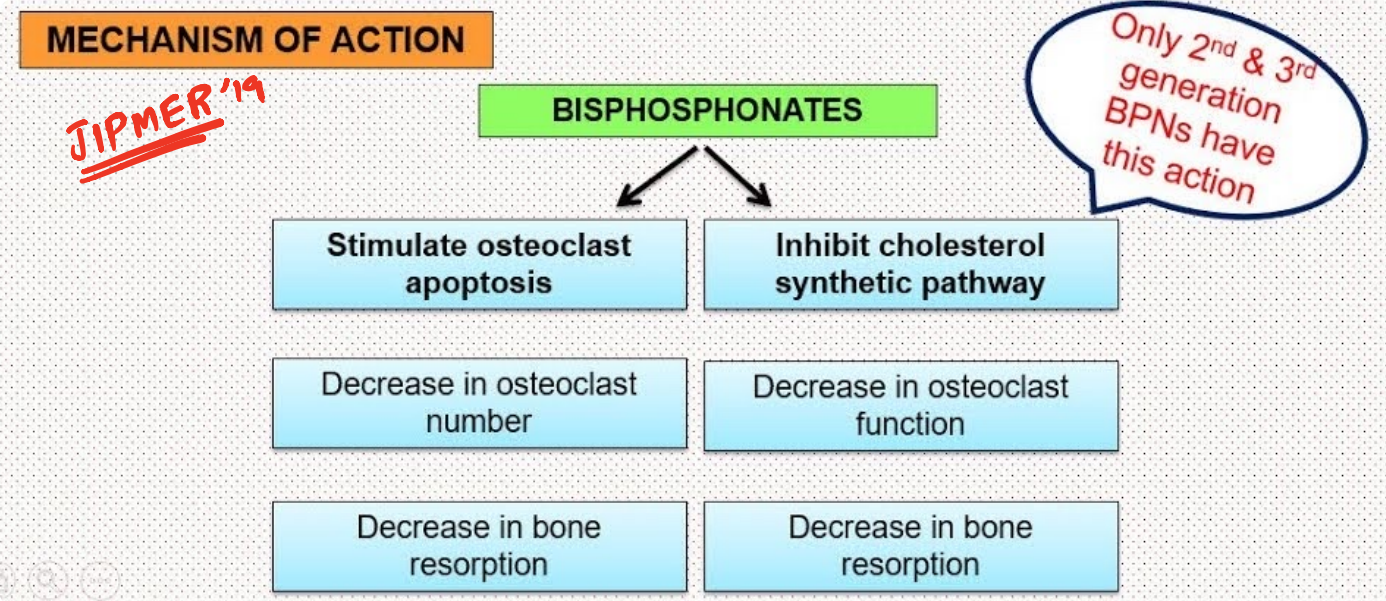 MECHANISM OF ACTION
JIPMER '19
BISPHOSPHONATES
Only 2nd & 3rd
generation
BPNs have
this action
Stimulate osteoclast
apoptosis
Inhibit cholesterol
synthetic pathway
Decrease in osteoclast
number
Decrease in osteoclast
function
Decrease in bone
resorption
Decrease in bone
resorption